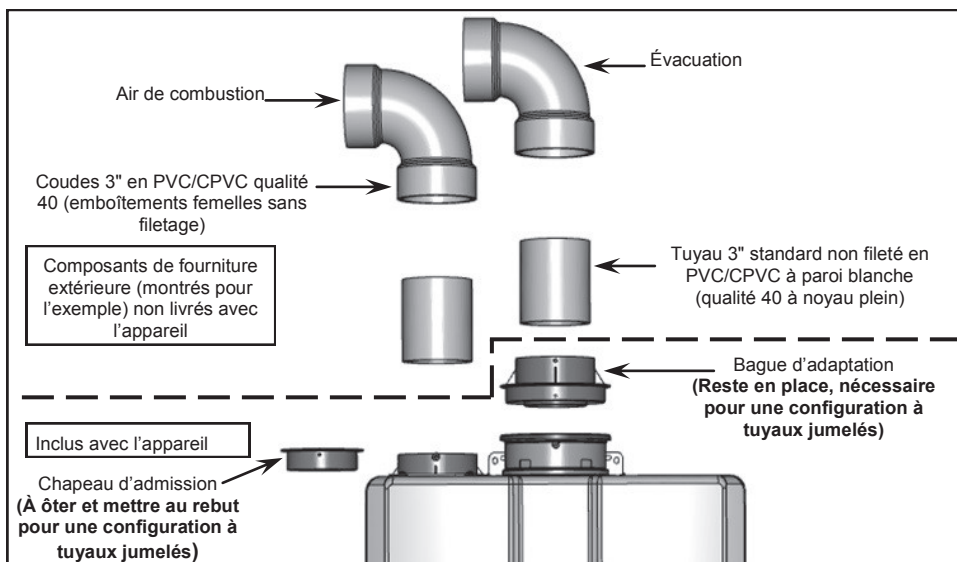 Évacuation
Air de combustion
Coudes 3" en PVC/CPVC qualité
40 (emboîtements femelles sans
filetage)
Tuyau 3" standard non fileté en
PVC/CPVC à paroi blanche
(qualité 40 à noyau plein)
Composants de fourniture
extérieure (montrés pour
l’exemple) non livrés avec
l’appareil
Bague d’adaptation
(Reste en place, nécessaire
pour une configuration à
tuyaux jumelés)
Inclus avec l’appareil
Chapeau d’admission
(À ôter et mettre au rebut
pour une configuration à
tuyaux jumelés)